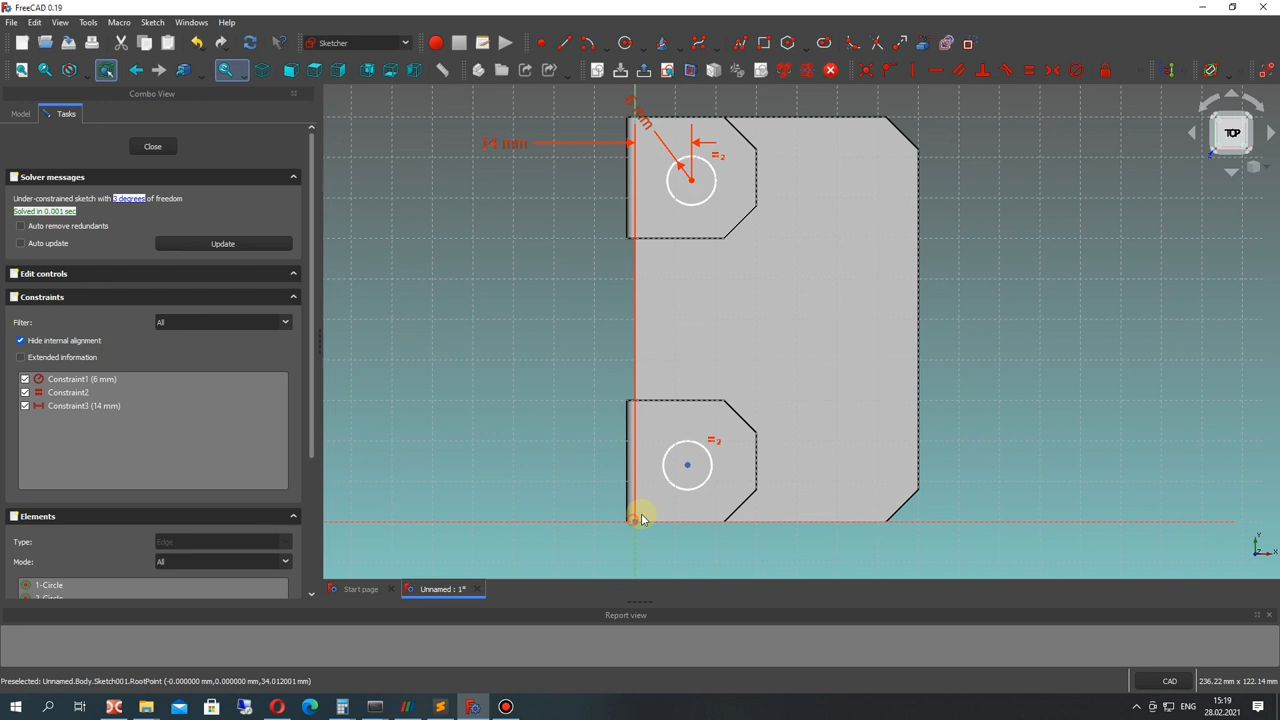 FreeCAD 0.19
File Edit View Tools Macro Sketch Windows Help
Sketcher
Combo View
Model Tasks
Close
Solver messages
Under-constrained sketch with 3 degrees of freedom
Solved in 0.001 sec
Auto remove redundants
Auto update
Update
Edit controls
Constraints
Filter: All
Hide internal alignment
Extended information
Constraint1 (6 mm)
Constraint2
Constraint3 (14 mm)
Elements
Type: Edge
Mode: All
1-Circle
2-Circle
14 mm
mm
=2
=2
TOP
Y
X
Start page
Unnamed : 1*
Report view
Preselected: Unnamed.Body.Sketch001.RootPoint (-0.000000 mm,0.000000 mm,34.012001 mm)
CAD
236.22 mm x 122.14 mm
ENG
15:19
28.02.2021